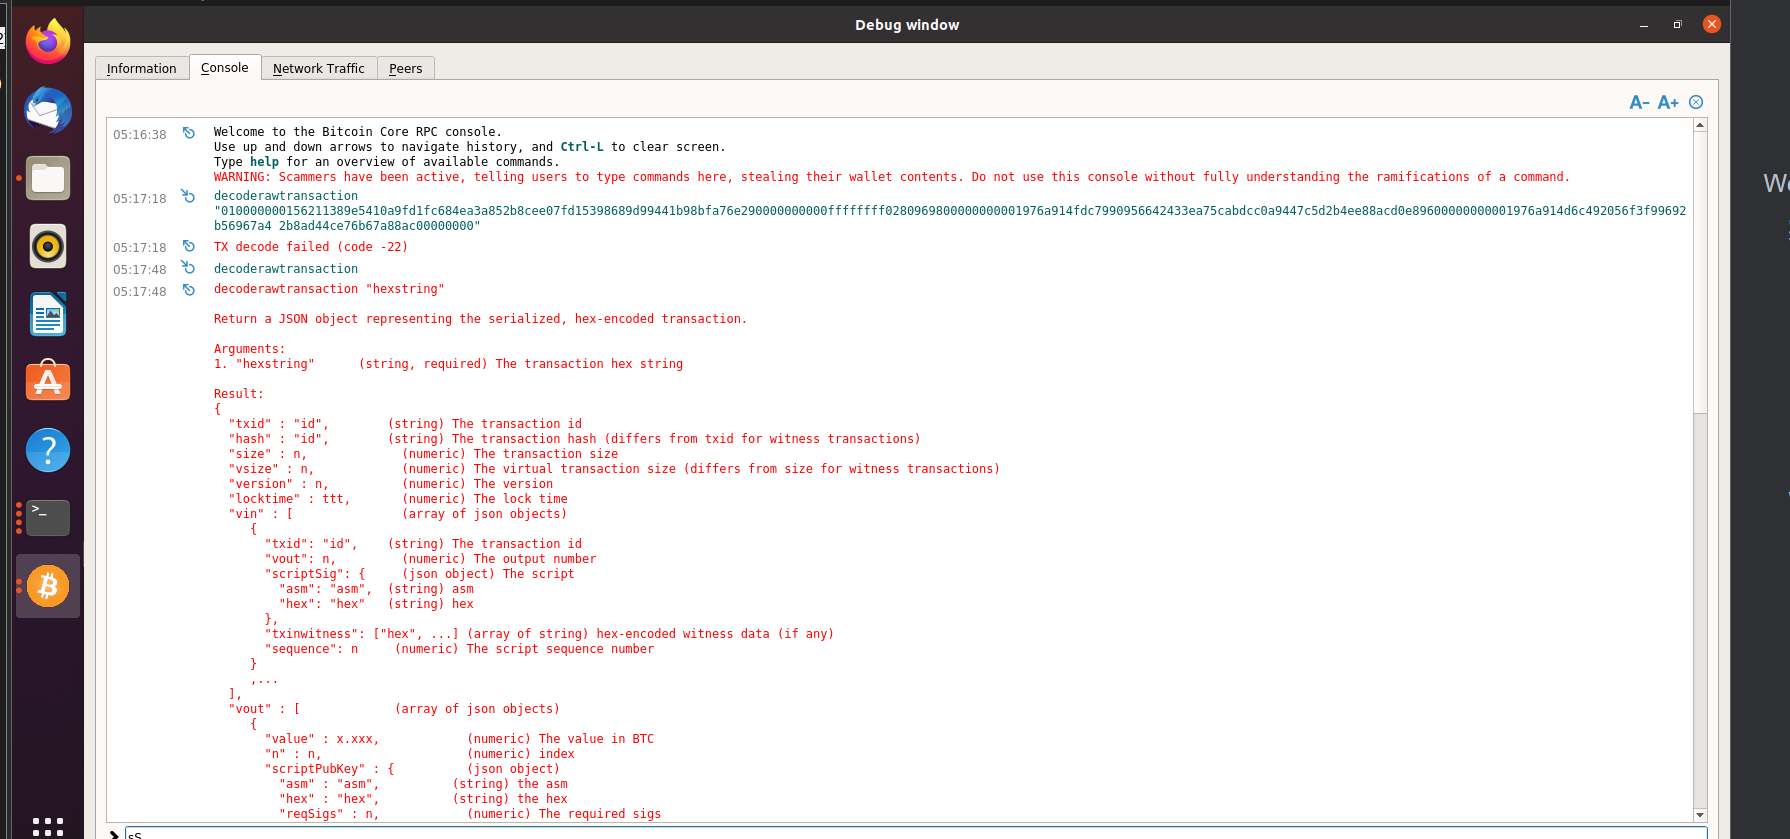 Debug window
Information
Console
Network Traffic
Peers
A- A+
05:16:38 Welcome to the Bitcoin Core RPC console.
Use up and down arrows to navigate history, and Ctrl-L to clear screen.
Type help for an overview of available commands.
WARNING: Scammers have been active, telling users to type commands here, stealing their wallet contents. Do not use this console without fully understanding the ramifications of a command.
05:17:18 decoderawtransaction
"010000000156211389e5410a9fd1fc684ea3a852b8cee07fd15398689d99441b98bfa76e290000000000ffffffff0280969800000000001976a914fdc7990956642433ea75cabdcc0a9447c5d2b4ee88acd0e89600000000001976a914d6c492056f3f99692
b56967a4 2b8ad44ce76b67a88ac00000000"
05:17:18 TX decode failed (code -22)
05:17:48 decoderawtransaction
05:17:48 decoderawtransaction "hexstring"
Return a JSON object representing the serialized, hex-encoded transaction.
Arguments:
1. "hexstring" (string, required) The transaction hex string
Result:
{
"txid" : "id", (string) The transaction id
"hash" : "id", (string) The transaction hash (differs from txid for witness transactions)
"size" : n, (numeric) The transaction size
"vsize" : n, (numeric) The virtual transaction size (differs from size for witness transactions)
"version" : n, (numeric) The version
"locktime" : ttt, (numeric) The lock time
"vin" : [ (array of json objects)
{
"txid": "id", (string) The transaction id
"vout": n, (numeric) The output number
"scriptSig": { (json object) The script
"asm": "asm", (string) asm
"hex": "hex" (string) hex
},
"txinwitness": ["hex", ...] (array of string) hex-encoded witness data (if any)
"sequence": n (numeric) The script sequence number
}
,...
],
"vout" : [ (array of json objects)
{
"value" : x.xxx, (numeric) The value in BTC
"n" : n, (numeric) index
"scriptPubKey" : { (json object)
"asm" : "asm", (string) the asm
"hex" : "hex", (string) the hex
"reqSigs" : n, (numeric) The required sigs
sS